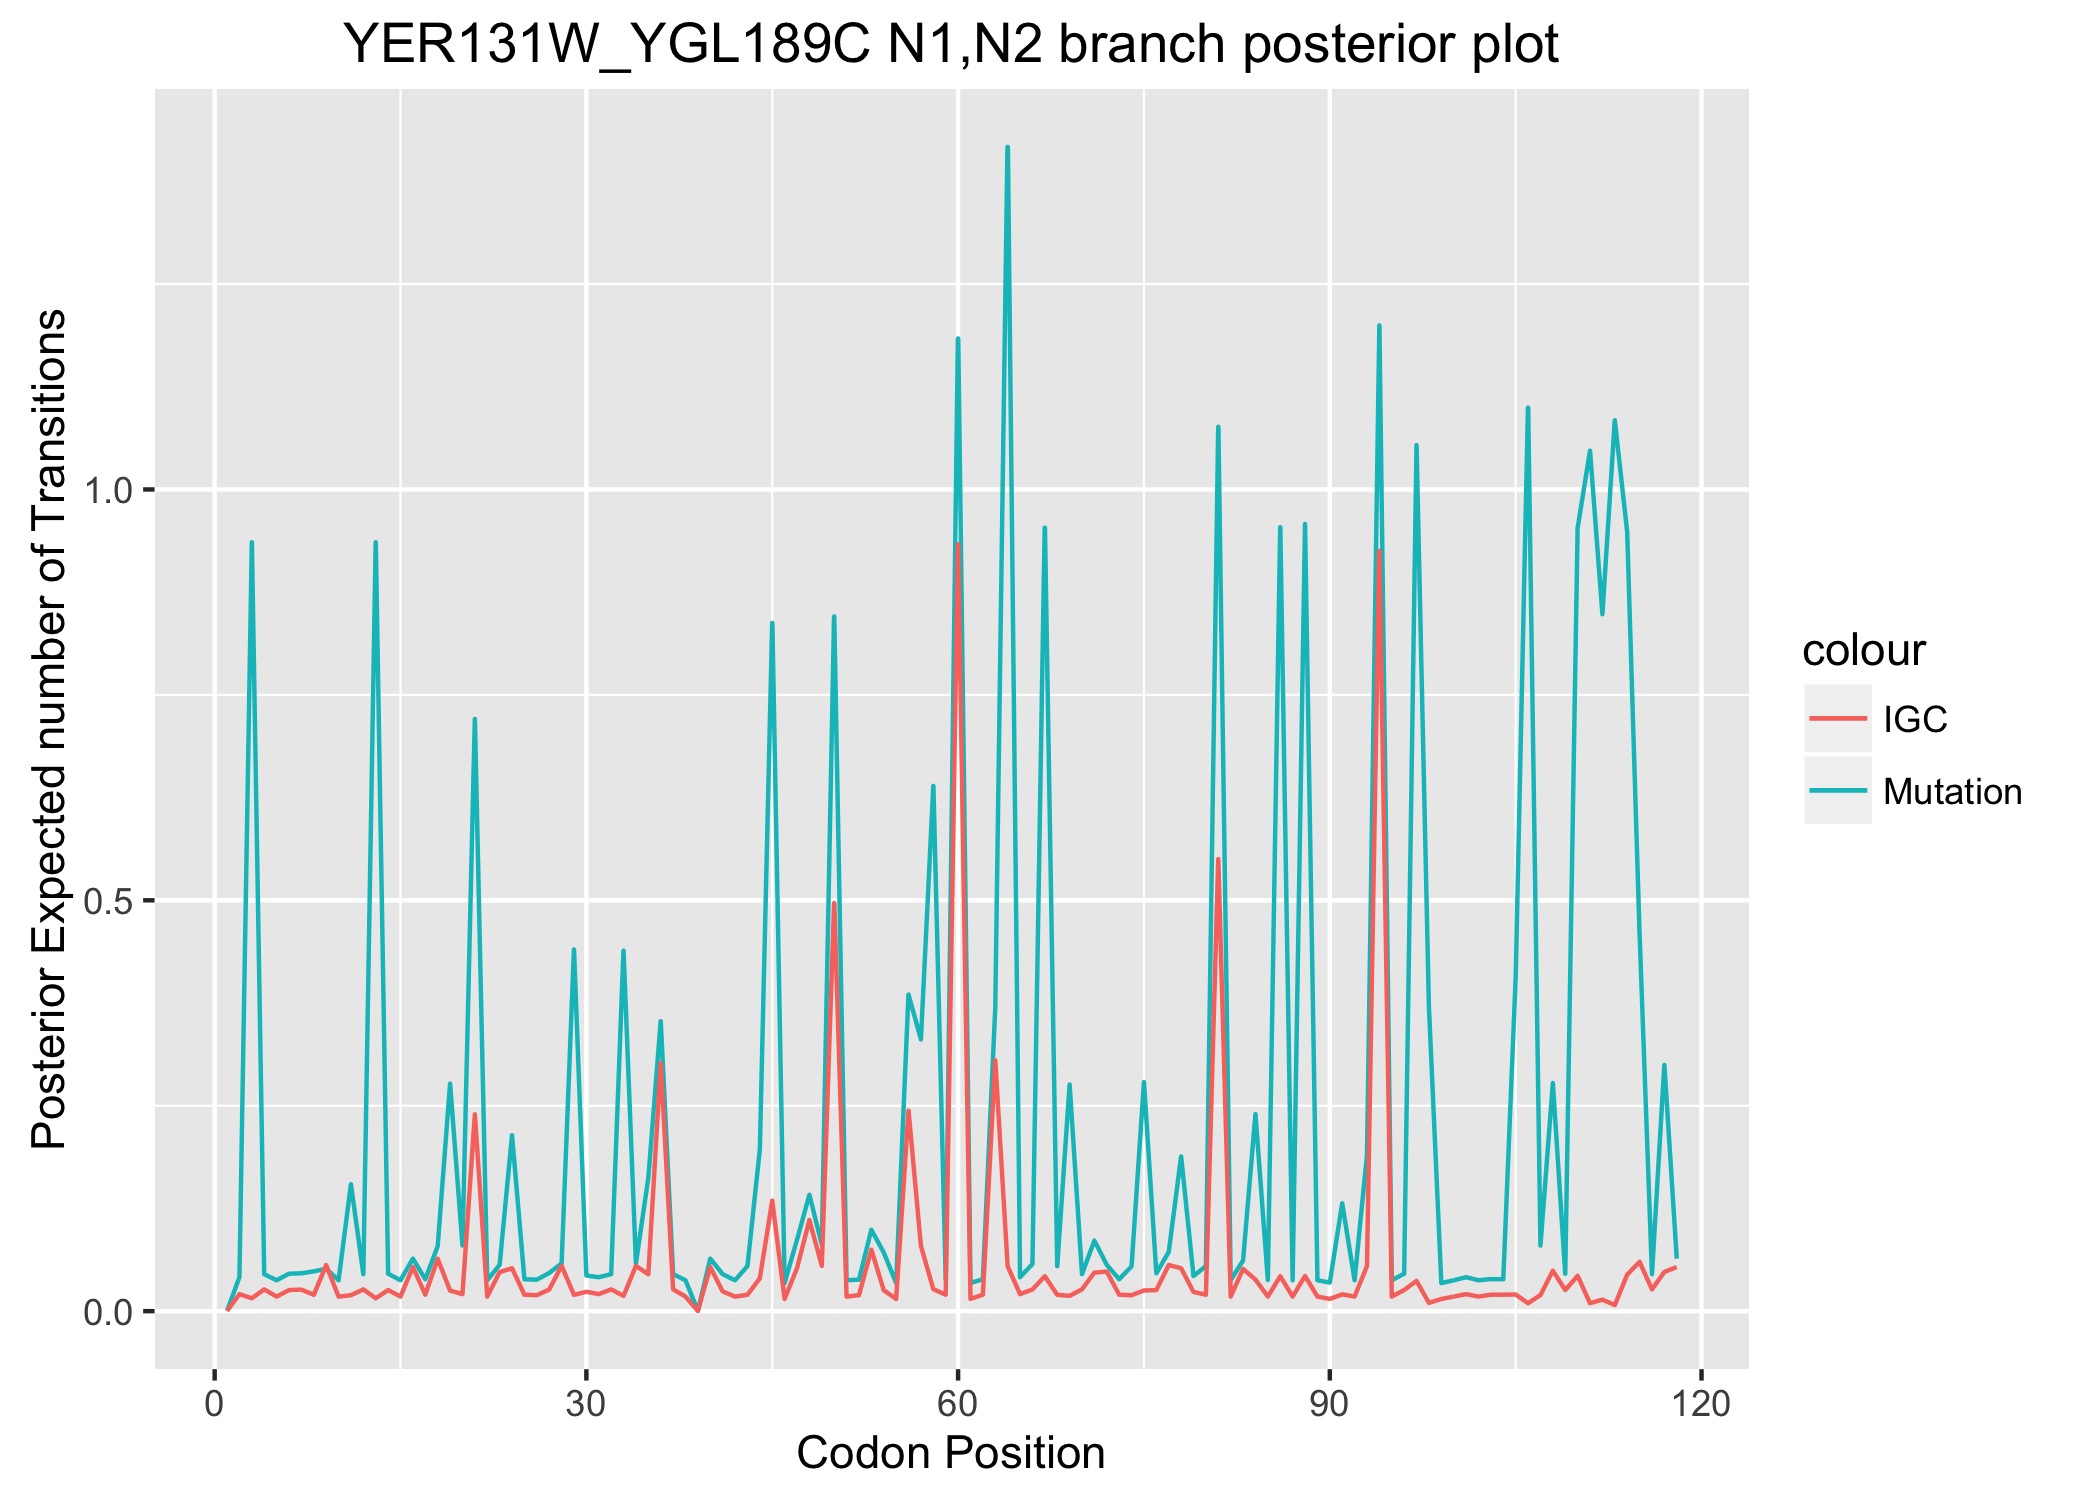 YER131W_YGL189C N1,N2 branch posterior plot
Posterior Expected number of Transitions
1.0
0.5
0.0
0
30
60
90
120
Codon Position
colour
IGC
Mutation